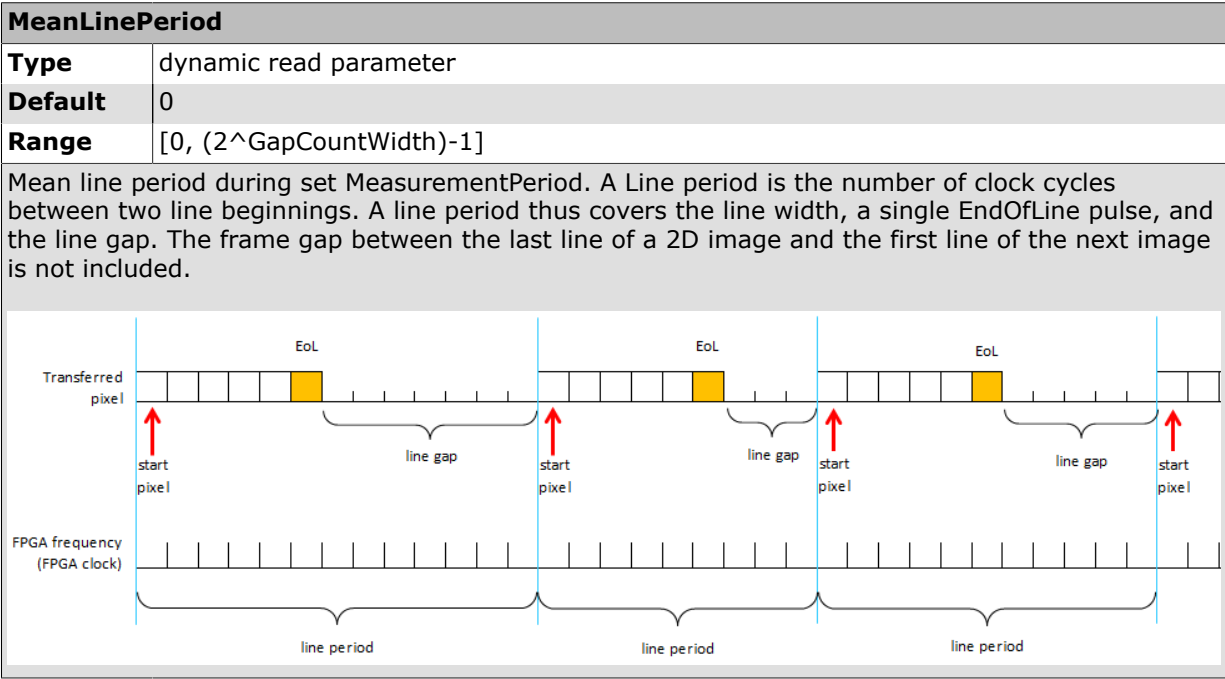 MeanLinePeriod
Type dynamic read parameter
Default 0
Range [0, (2^GapCountWidth)-1]
Mean line period during set MeasurementPeriod. A Line period is the number of clock cycles
between two line beginnings. A line period thus covers the line width, a single EndOfLine pulse, and
the line gap. The frame gap between the last line of a 2D image and the first line of the next image
is not included.
EoL EoL EoL
Transferred
pixel
line gap line gap line gap
start start start start
pixel pixel pixel pixel
FPGA frequency
(FPGA clock)
line period line period line period